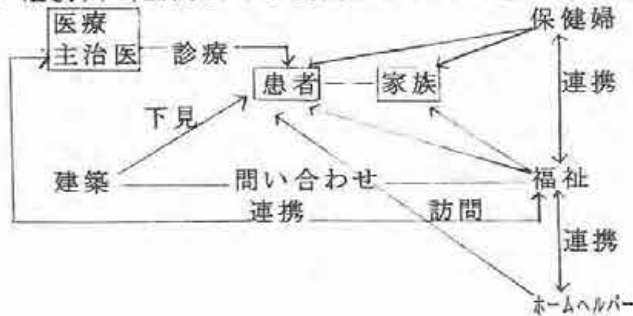 保健婦
医療
主治医 診療
患者 家族
連携
下見
建築 問い合わせ 福祉
連携 訪問
連携
ホームヘルパー